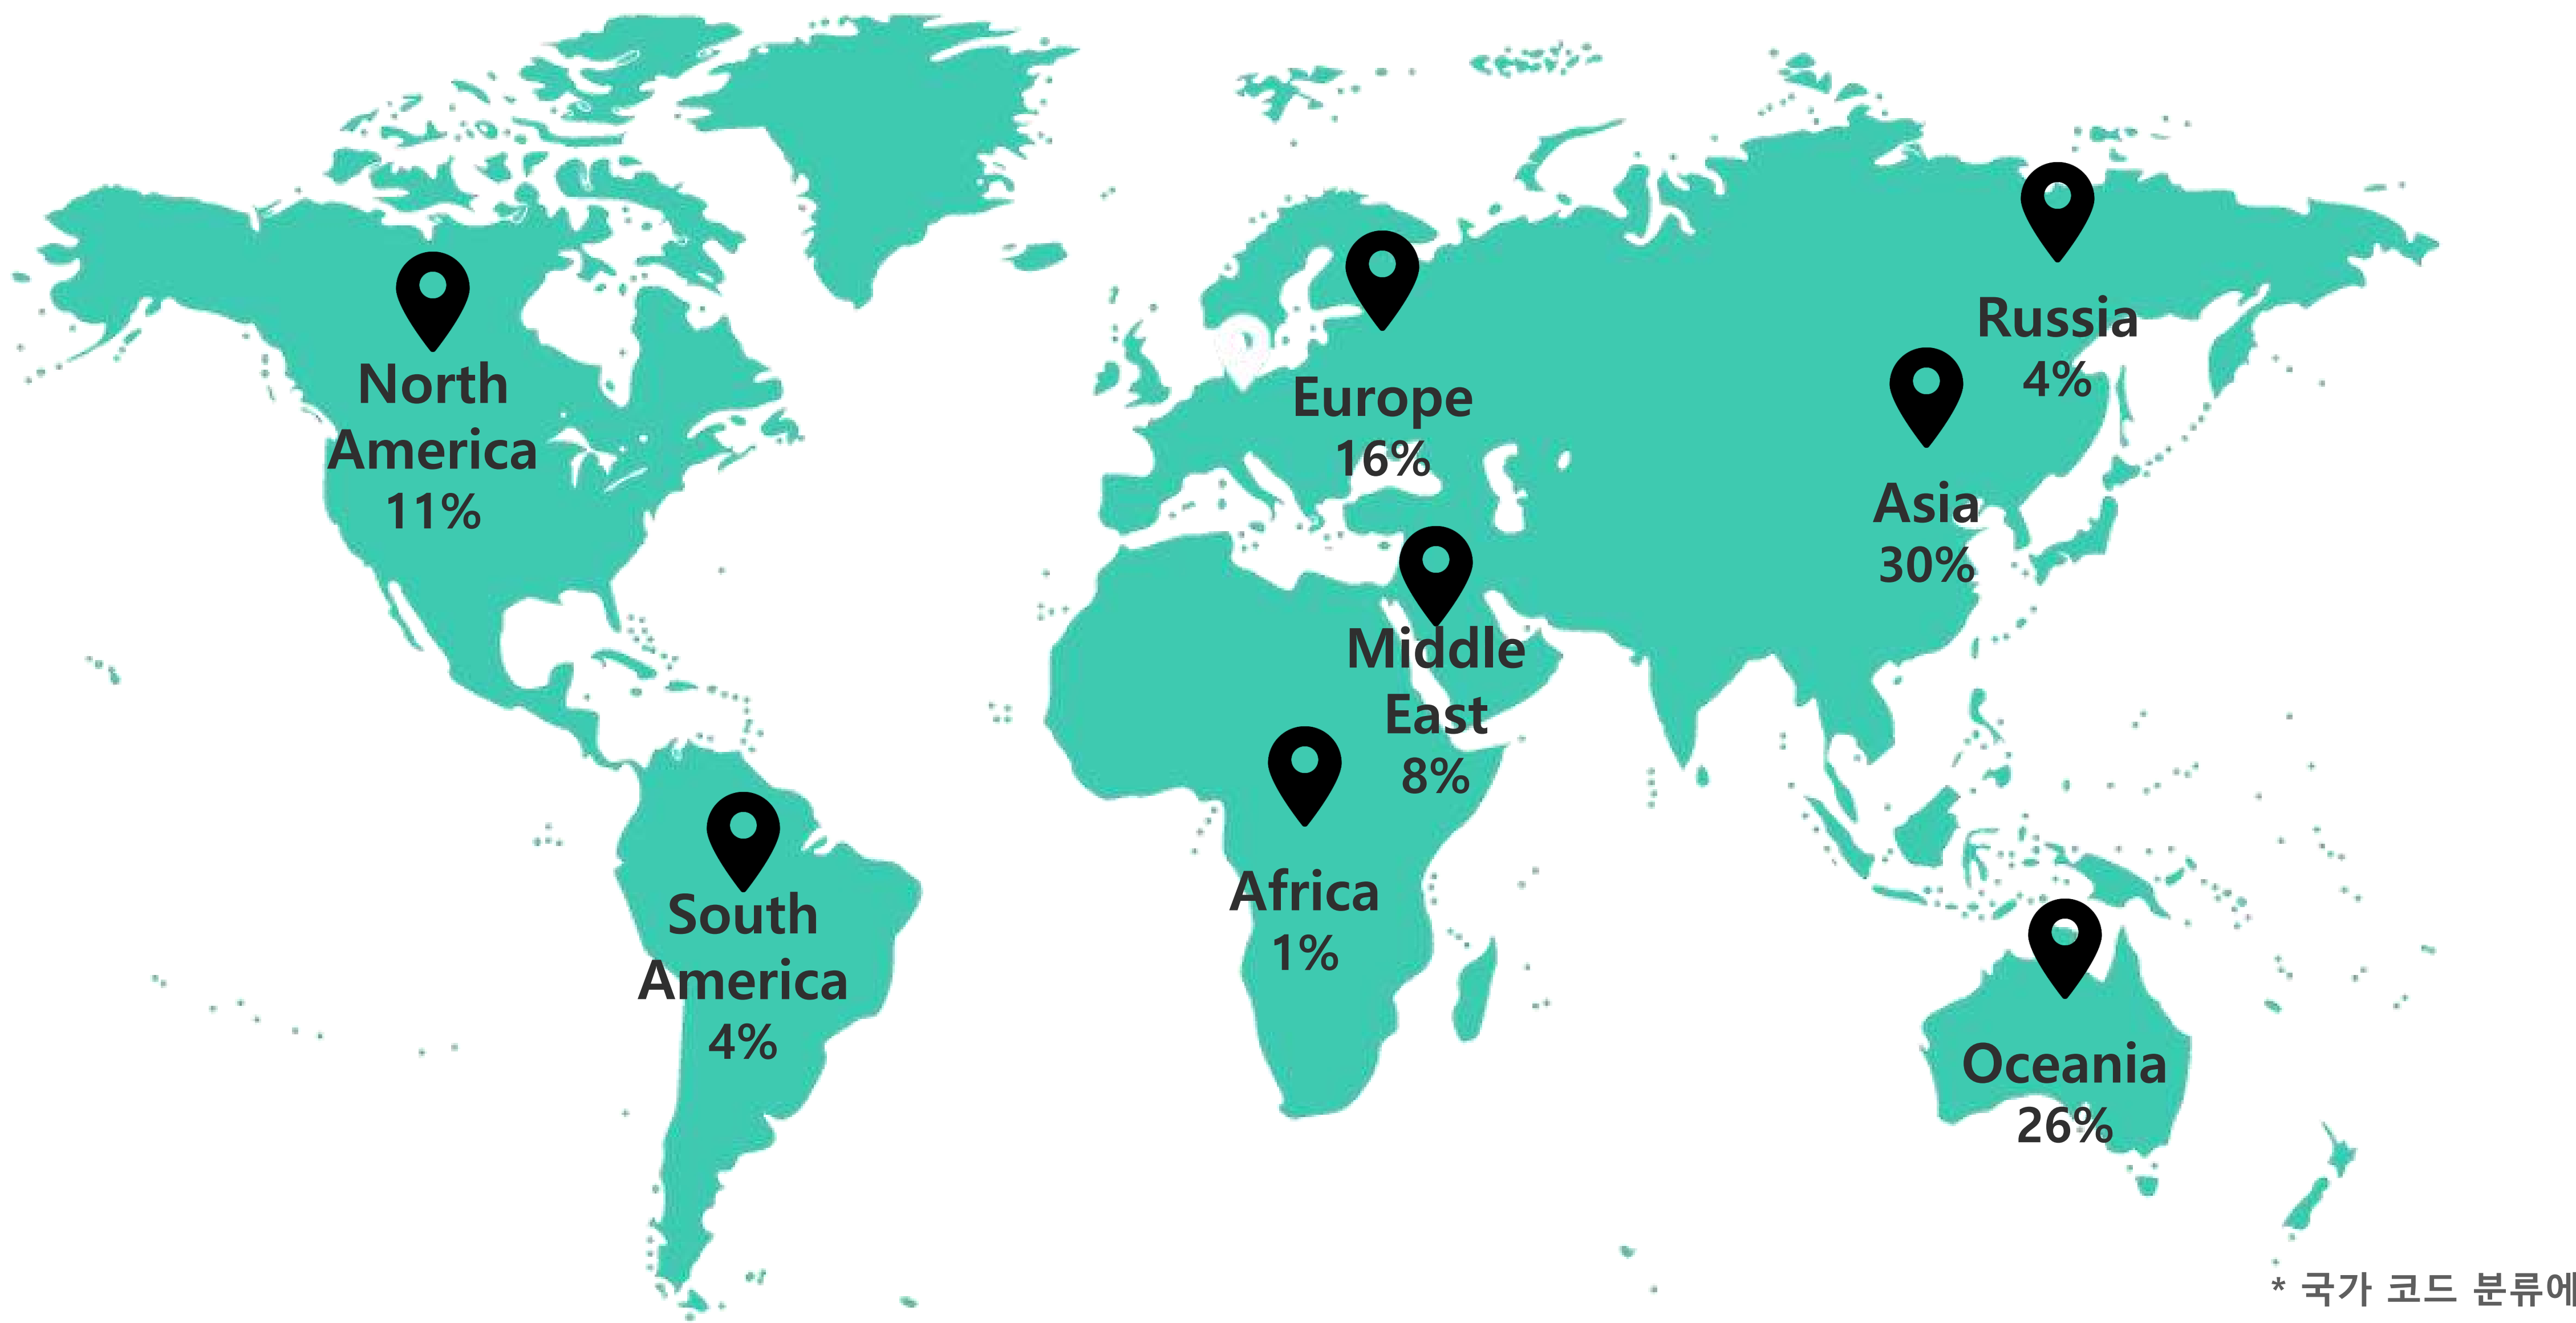 North
America
11%
South
America
4%
Europe
16%
Middle
East
8%
Africa
1%
Russia
4%
Asia
30%
Oceania
26%
* 국가 코드 분류에